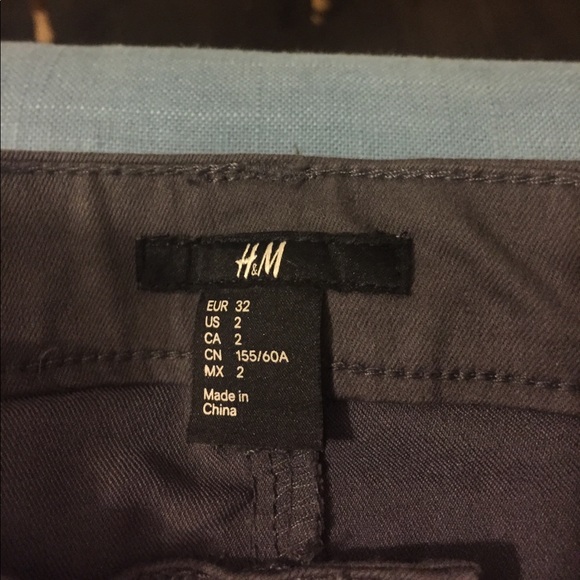 H&M
EUR 32
US 2
CA 2
CN 155/60A
MX 2
Made in
China